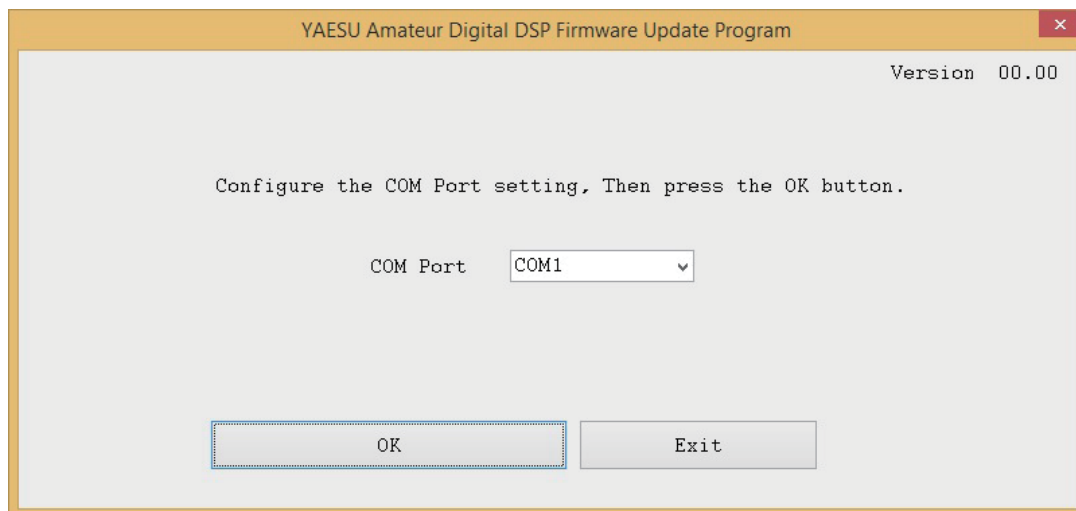 YAESU Amateur Digital DSP Firmware Update Program
Version 00.00
Configure the COM Port setting, Then press the OK button.
COM Port COM1
OK Exit